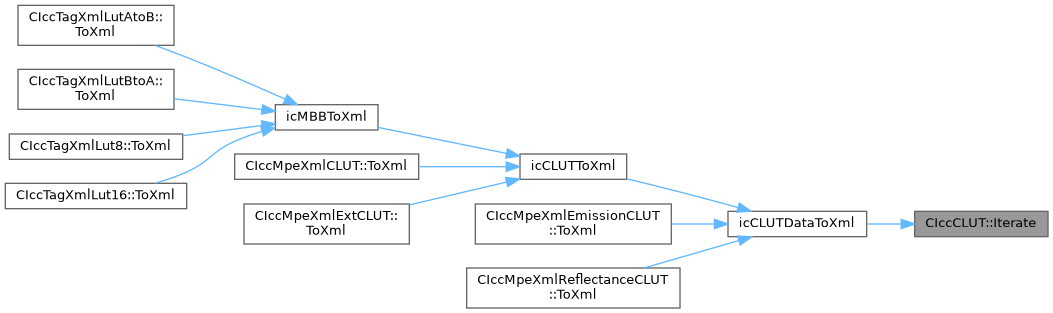 CIccTagXmlLutAtoB::
ToXml
CIccTagXmlLutBtoA::
ToXml
icMBBToXml
CIccTagXmlLut8::ToXml
CIccMpeXmlCLUT::ToXml
icCLUTToXml
CIccTagXmlLut16::ToXml
CIccMpeXmlExtCLUT::
ToXml
CIccMpeXmlEmissionCLUT
::ToXml
icCLUTDataToXml
CIccCLUT::Iterate
CIccMpeXmlReflectanceCLUT
::ToXml